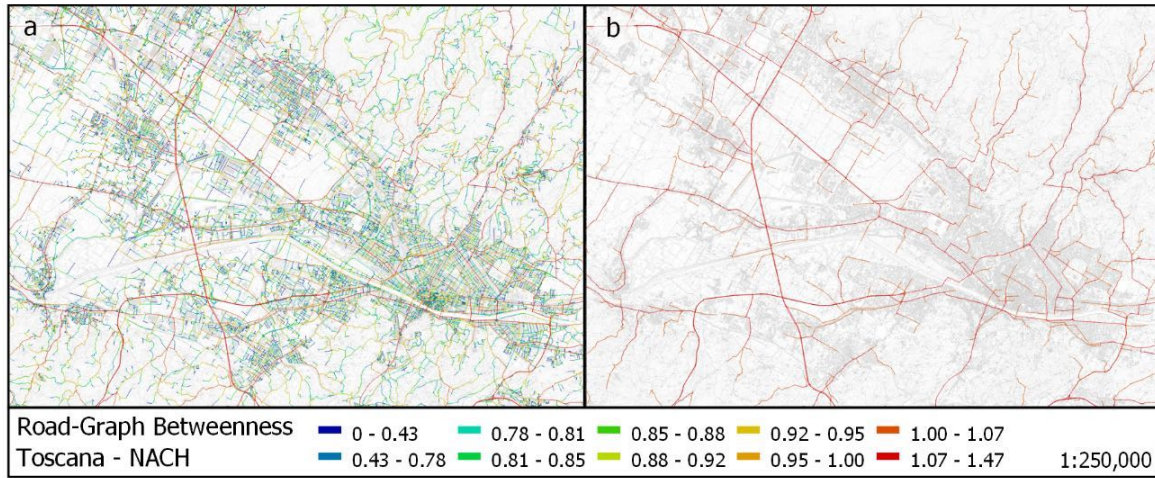 a
b
Road-Graph Betweenness
Toscana - NACH
0 - 0.43
0.78 - 0.81
0.85 - 0.88
0.92 - 0.95
1.00 - 1.07
0.43 - 0.78
0.81 - 0.85
0.88 - 0.92
0.95 - 1.00
1.07 - 1.47
1:250,000